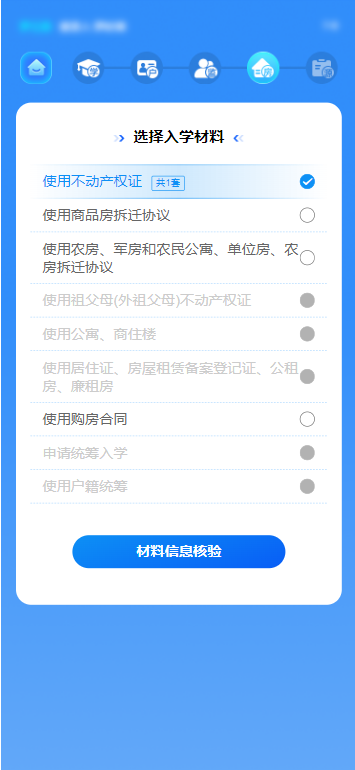 学
户
房
选择入学材料
使用不动产权证 共1套
使用商品房拆迁协议
使用农房、军房和农民公寓、单位房、农
房拆迁协议
使用祖父母(外祖父母)不动产权证
使用公寓、商住楼
使用居住证、房屋租赁备案登记证、公租
房、廉租房
使用购房合同
申请统筹入学
使用户籍统筹
材料信息核验